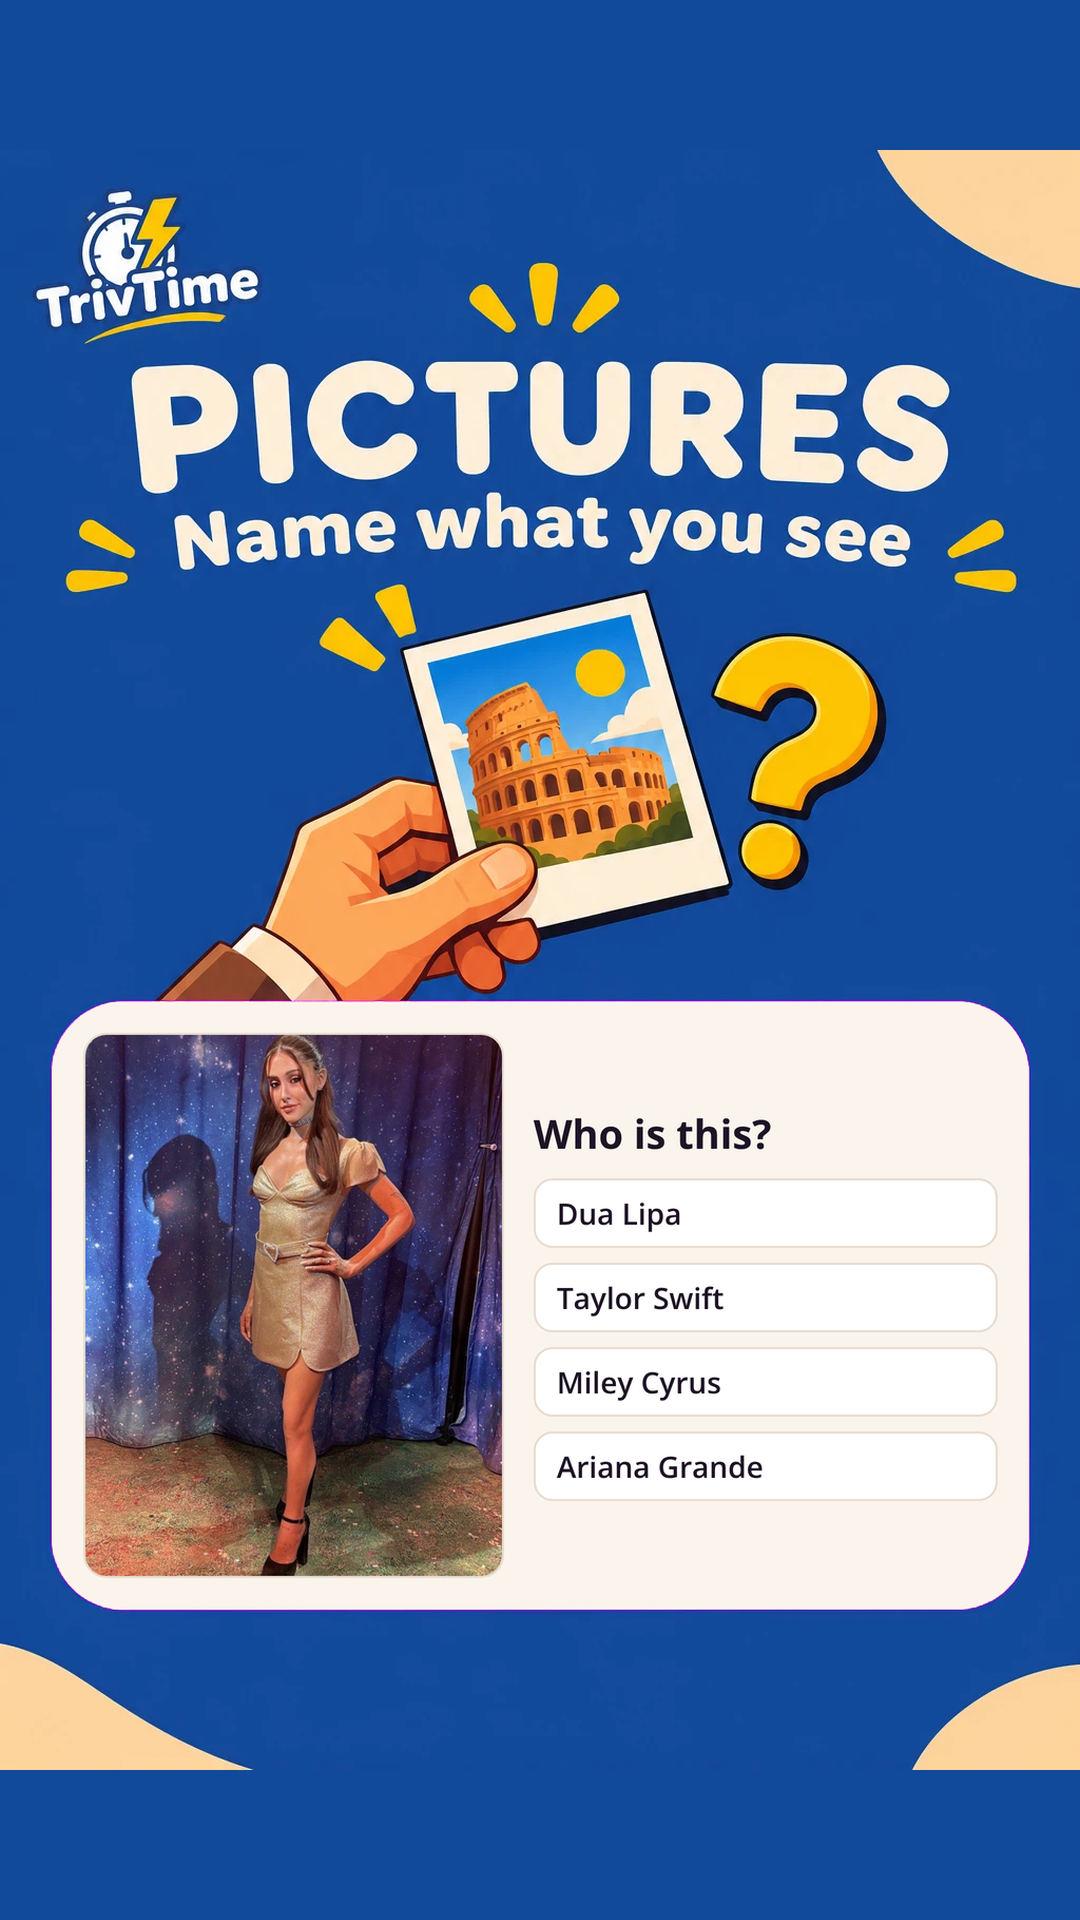 TrivTime
PICTURES
Name what you see
Who is this?
Dua Lipa
Taylor Swift
Miley Cyrus
Ariana Grande